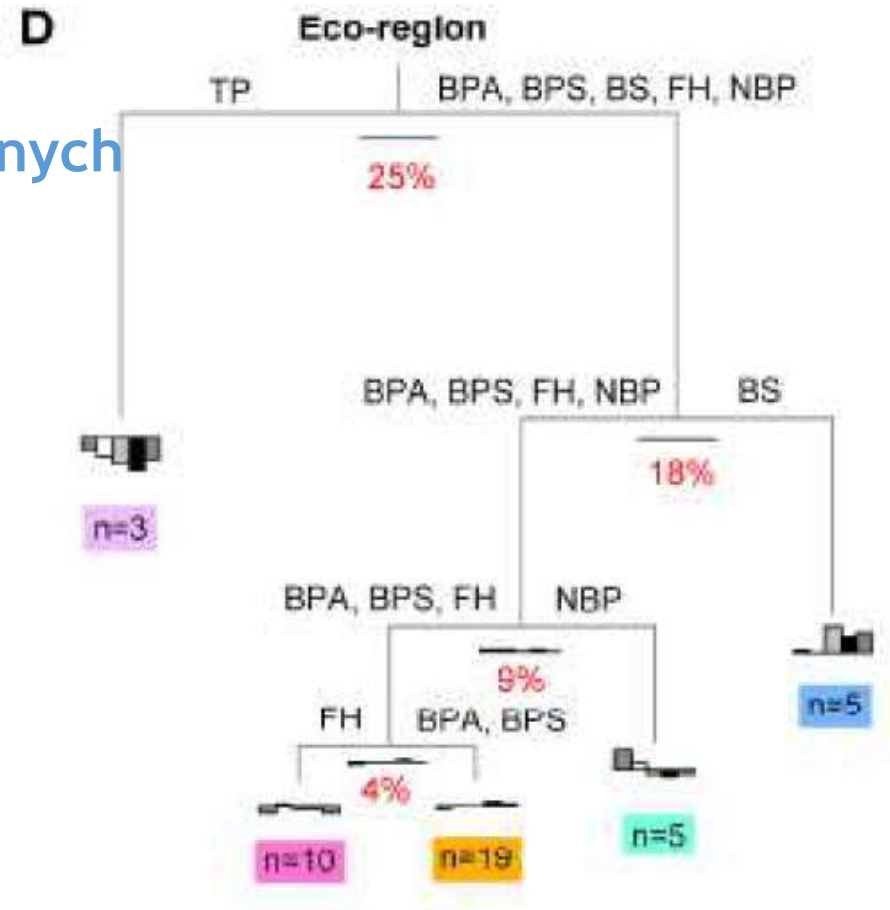 D
Eco-region
TP
BPA, BPS, BS, FH, NBP
nych
25%
BPA, BPS, FH, NBP
BS
18%
n=3
BPA, BPS, FH
NBP
9%
n=5
FH
BPA, BPS
4%
n=5
n=10
n=19